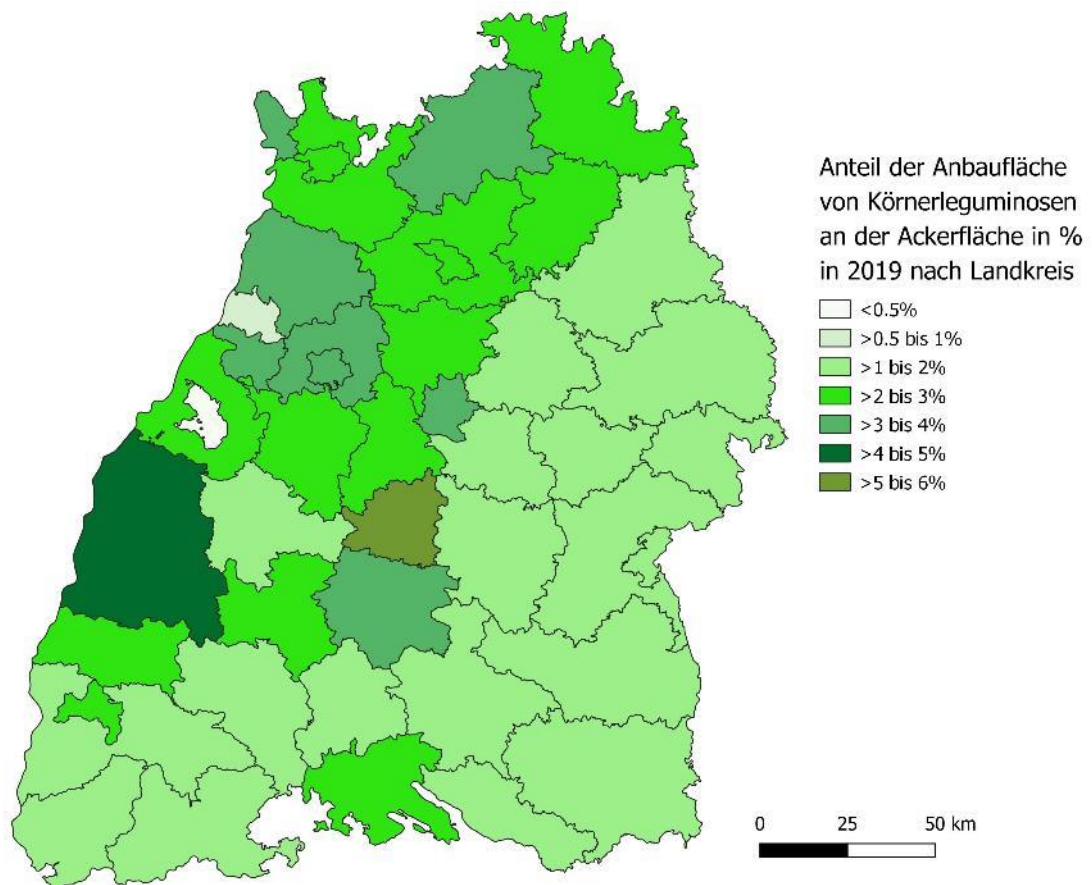 Anteil der Anbaufläche
von Körnerleguminosen
an der Ackerfläche in %
in 2019 nach Landkreis
<0.5%
>0.5 bis 1%
>1 bis 2%
>2 bis 3%
>3 bis 4%
>4 bis 5%
>5 bis 6%
0 25 50 km